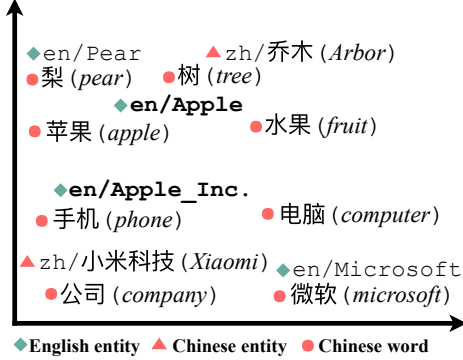 en/Pear zh/乔木 (Arbor)
梨 (pear) 树 (tree)
en/Apple
苹果 (apple) 水果 (fruit)
en/Apple_Inc.
手机 (phone) 电脑 (computer)
zh/小米科技 (Xiaomi) en/Microsoft
公司 (company) 微软 (microsoft)
English entity Chinese entity Chinese word